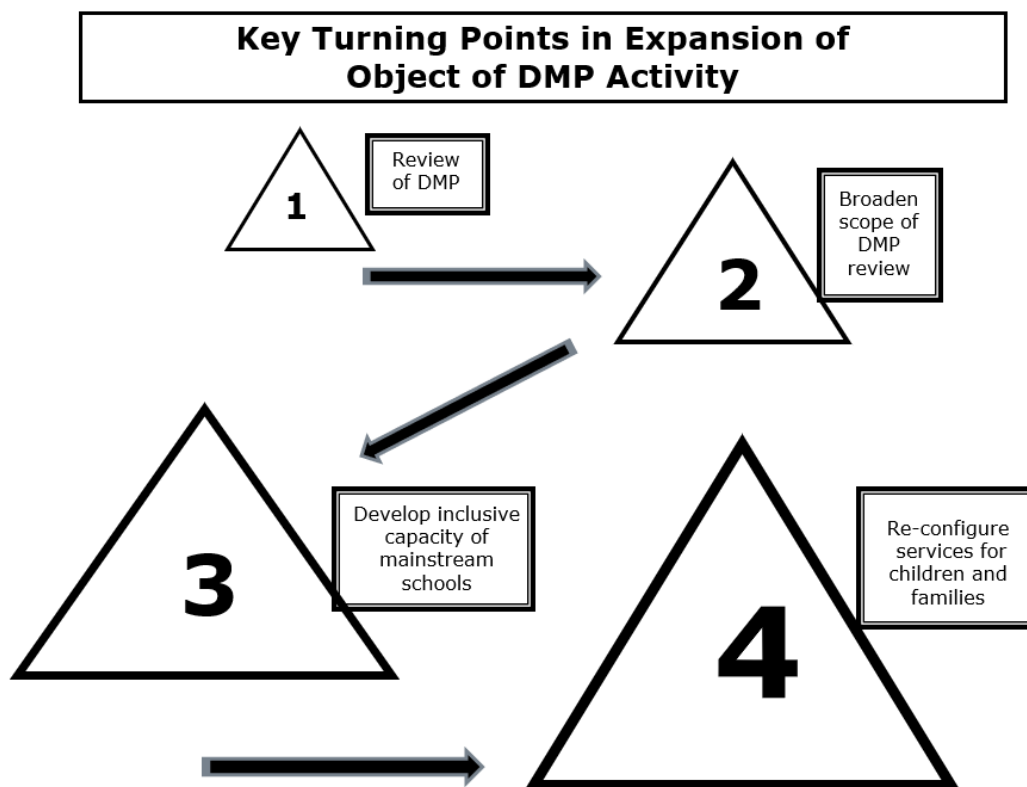 Key Turning Points in Expansion of
Object of DMP Activity
1
Review
of DMP
2
Broaden
scope of
DMP
review
3
Develop inclusive
capacity of
mainstream
schools
4
Re-configure
services for
children and
families